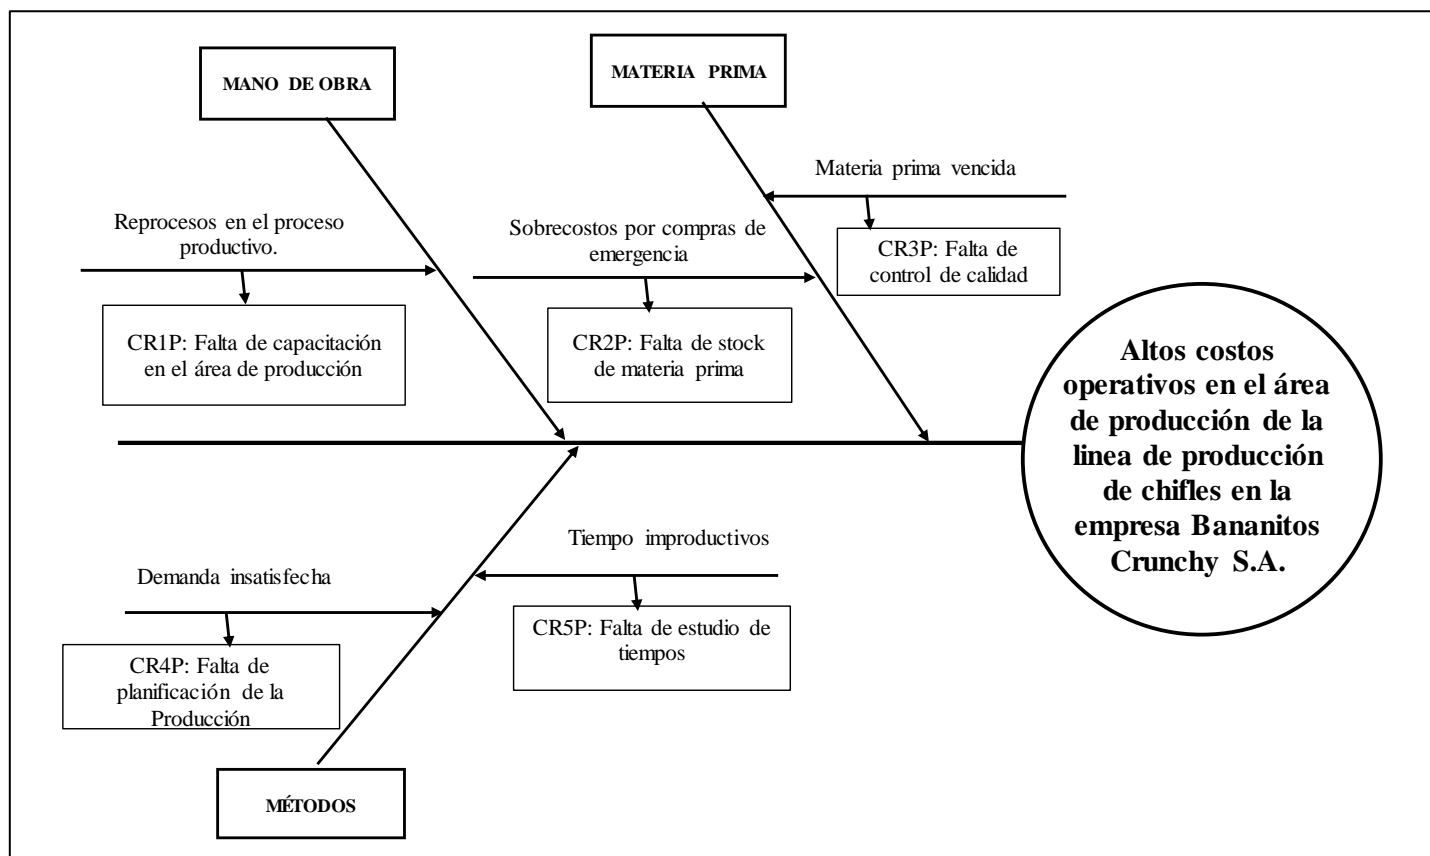 MANO DE OBRA
MATERIA PRIMA
Materia prima vencida
Reprocesos en el proceso
productivo.
Sobrecostos por compras de
emergencia
CR3P: Falta de
control de calidad
CR1P: Falta de capacitación
en el área de producción
CR2P: Falta de stock
de materia prima
Altos costos
operativos en el área
de producción de la
linea de producción
de chifles en la
empresa Bananitos
Crunchy S.A.
Tiempo improductivos
Demanda insatisfecha
CR5P: Falta de estudio de
tiempos
CR4P: Falta de
planificación de la
Producción
MÉTODOS